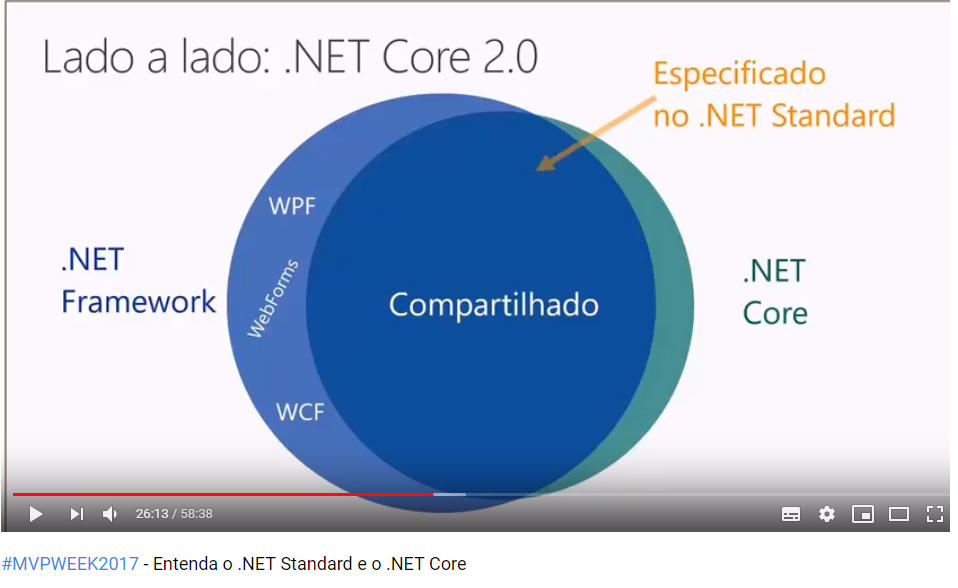 Lado a lado: .NET Core 2.0
Especificado
no .NET Standard
WPF
.NET
Framework
WebForms
Compartilhado
.NET
Core
WCF
26:13 / 58:38
#MVPWEEK2017 - Entenda o .NET Standard e o .NET Core